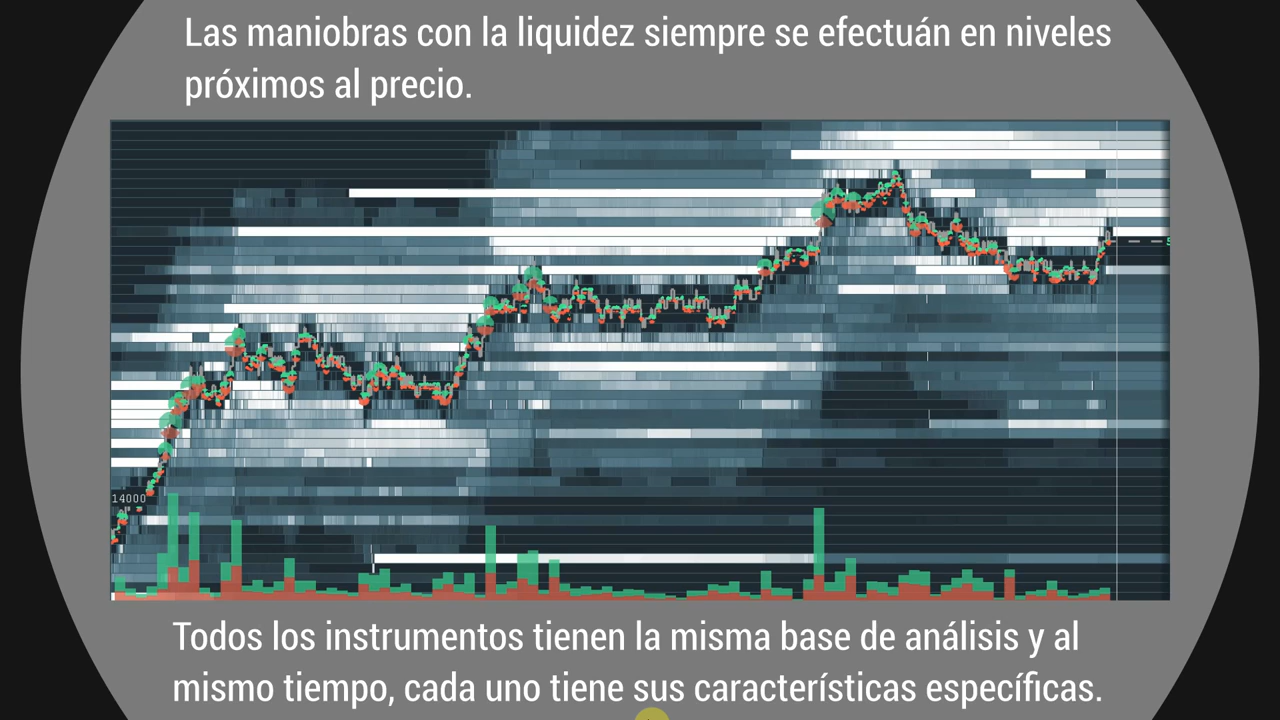 Las maniobras con la liquidez siempre se efectuán en niveles
próximos al precio.
14000
Todos los instrumentos tienen la misma base de análisis y al
mismo tiempo, cada uno tiene sus características específicas.